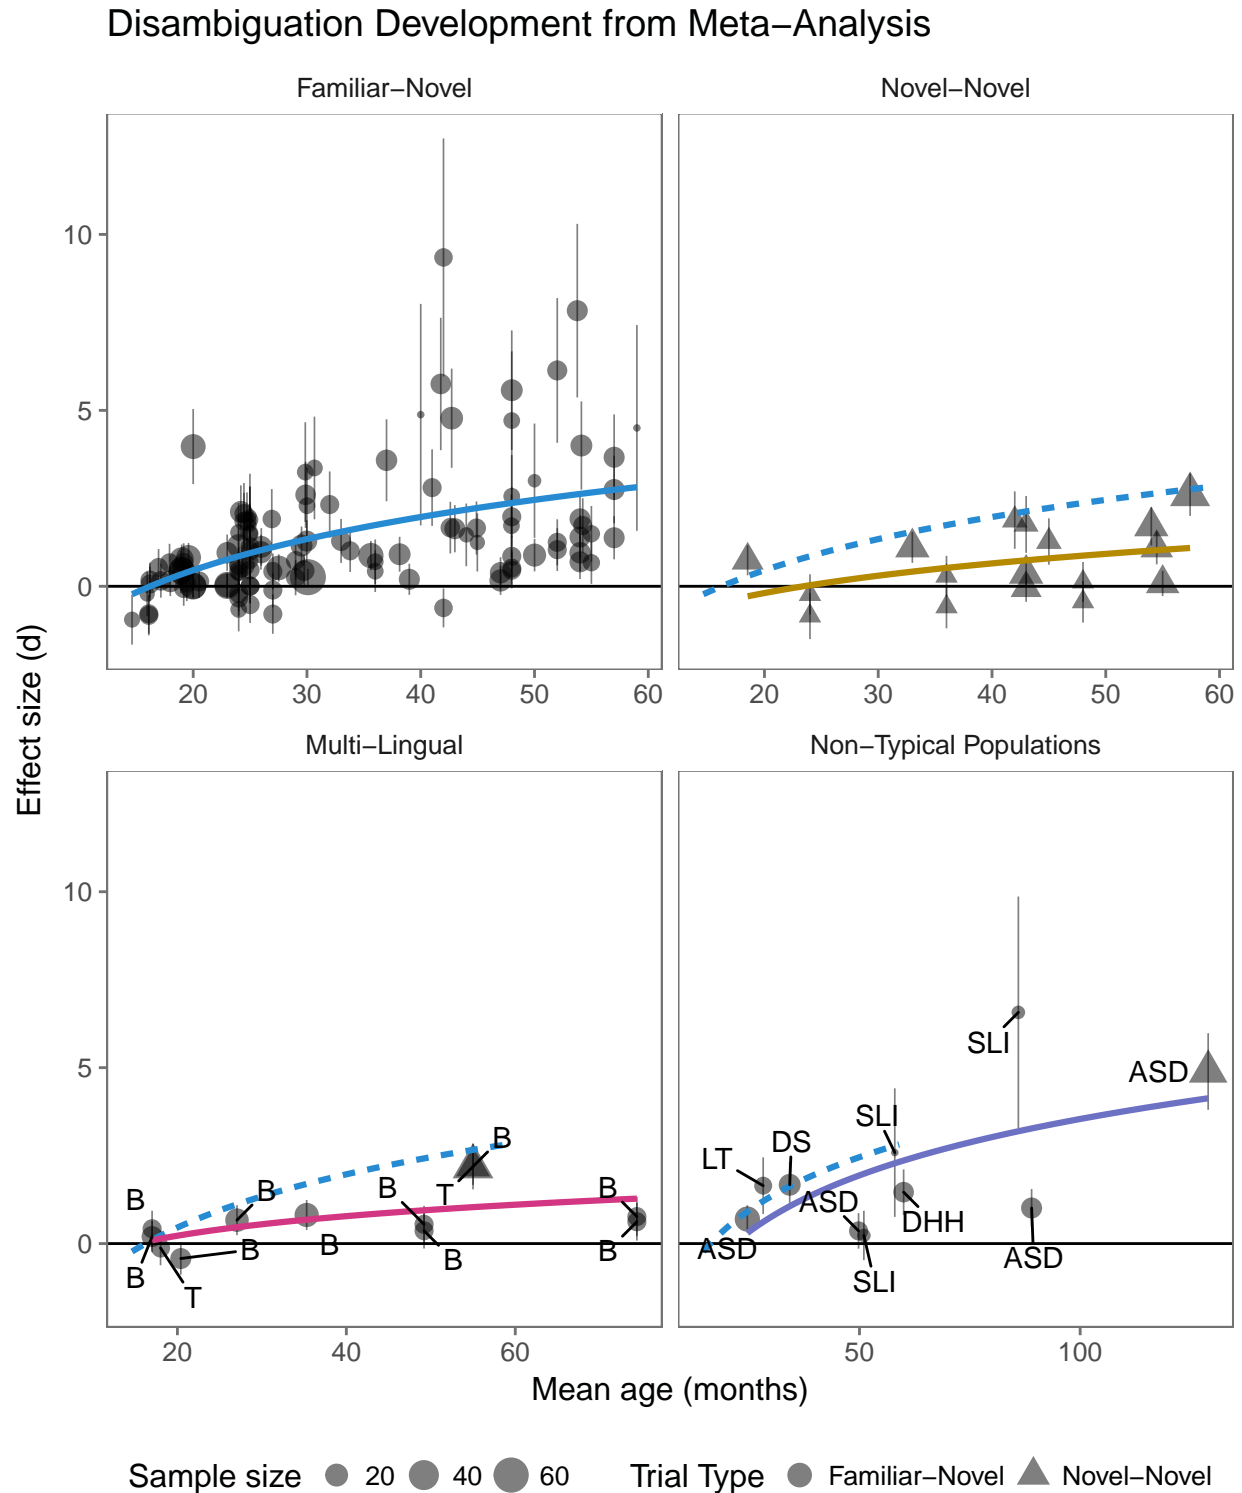 Disambiguation Development from Meta−Analysis
Familiar−Novel
Novel−Novel
10
5
0
20 30 40 50 60
20 30 40 50 60
Effect size (d)
Multi−Lingual
Non−Typical Populations
10
5
0
B
B
T
B
B
B
B
B
T
B
B
B
LT
DS
ASD
ASD
SLI
SLI
DHH
SLI
ASD
ASD
20 40 60
50 100
Mean age (months)
Sample size 20 40 60 Trial Type Familiar−Novel Novel−Novel